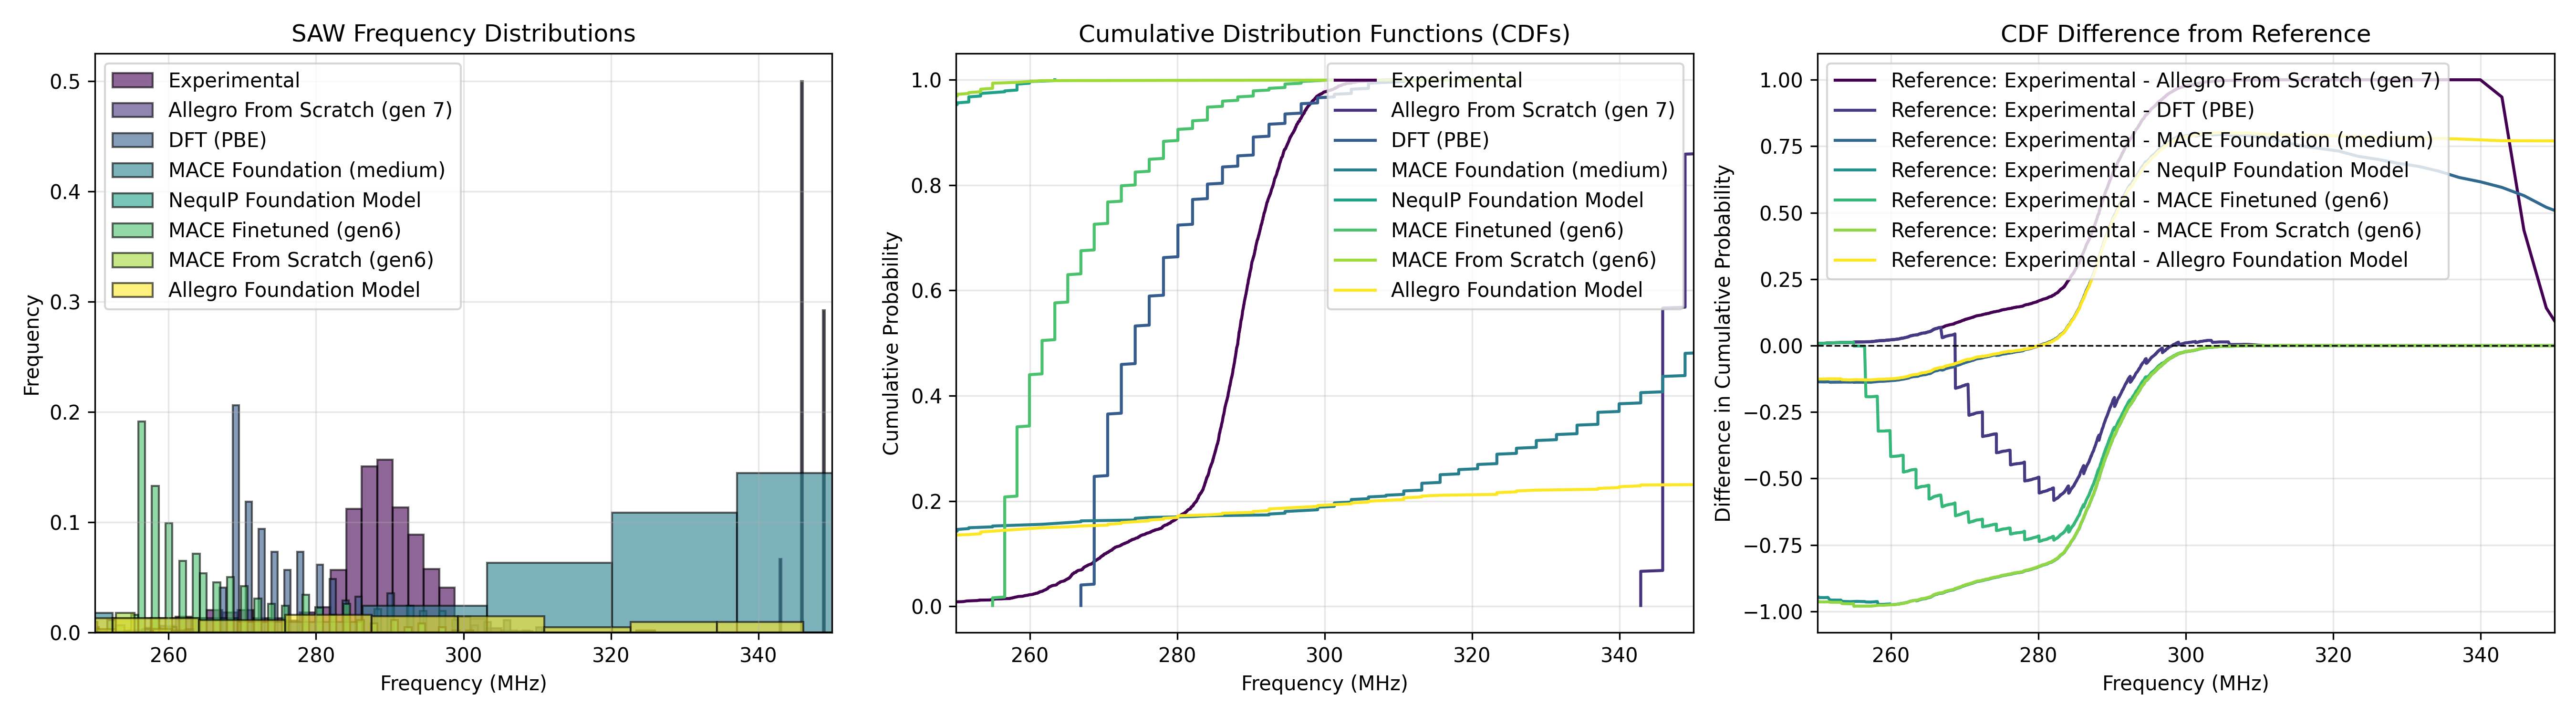 SAW Frequency Distributions
Frequency
0.5
0.4
0.3
0.2
0.1
0.0
Experimental
Allegro From Scratch (gen 7)
DFT (PBE)
MACE Foundation (medium)
NequIP Foundation Model
MACE Finetuned (gen6)
MACE From Scratch (gen6)
Allegro Foundation Model
260 280 300 320 340
Frequency (MHz)
Cumulative Distribution Functions (CDFs)
Cumulative Probability
1.0
0.8
0.6
0.4
0.2
0.0
Experimental
Allegro From Scratch (gen 7)
DFT (PBE)
MACE Foundation (medium)
NequIP Foundation Model
MACE Finetuned (gen6)
MACE From Scratch (gen6)
Allegro Foundation Model
260 280 300 320 340
Frequency (MHz)
CDF Difference from Reference
Difference in Cumulative Probability
1.00
0.75
0.50
0.25
0.00
−0.25
−0.50
−0.75
−1.00
Reference: Experimental - Allegro From Scratch (gen 7)
Reference: Experimental - DFT (PBE)
Reference: Experimental - MACE Foundation (medium)
Reference: Experimental - NequIP Foundation Model
Reference: Experimental - MACE Finetuned (gen6)
Reference: Experimental - MACE From Scratch (gen6)
Reference: Experimental - Allegro Foundation Model
260 280 300 320 340
Frequency (MHz)